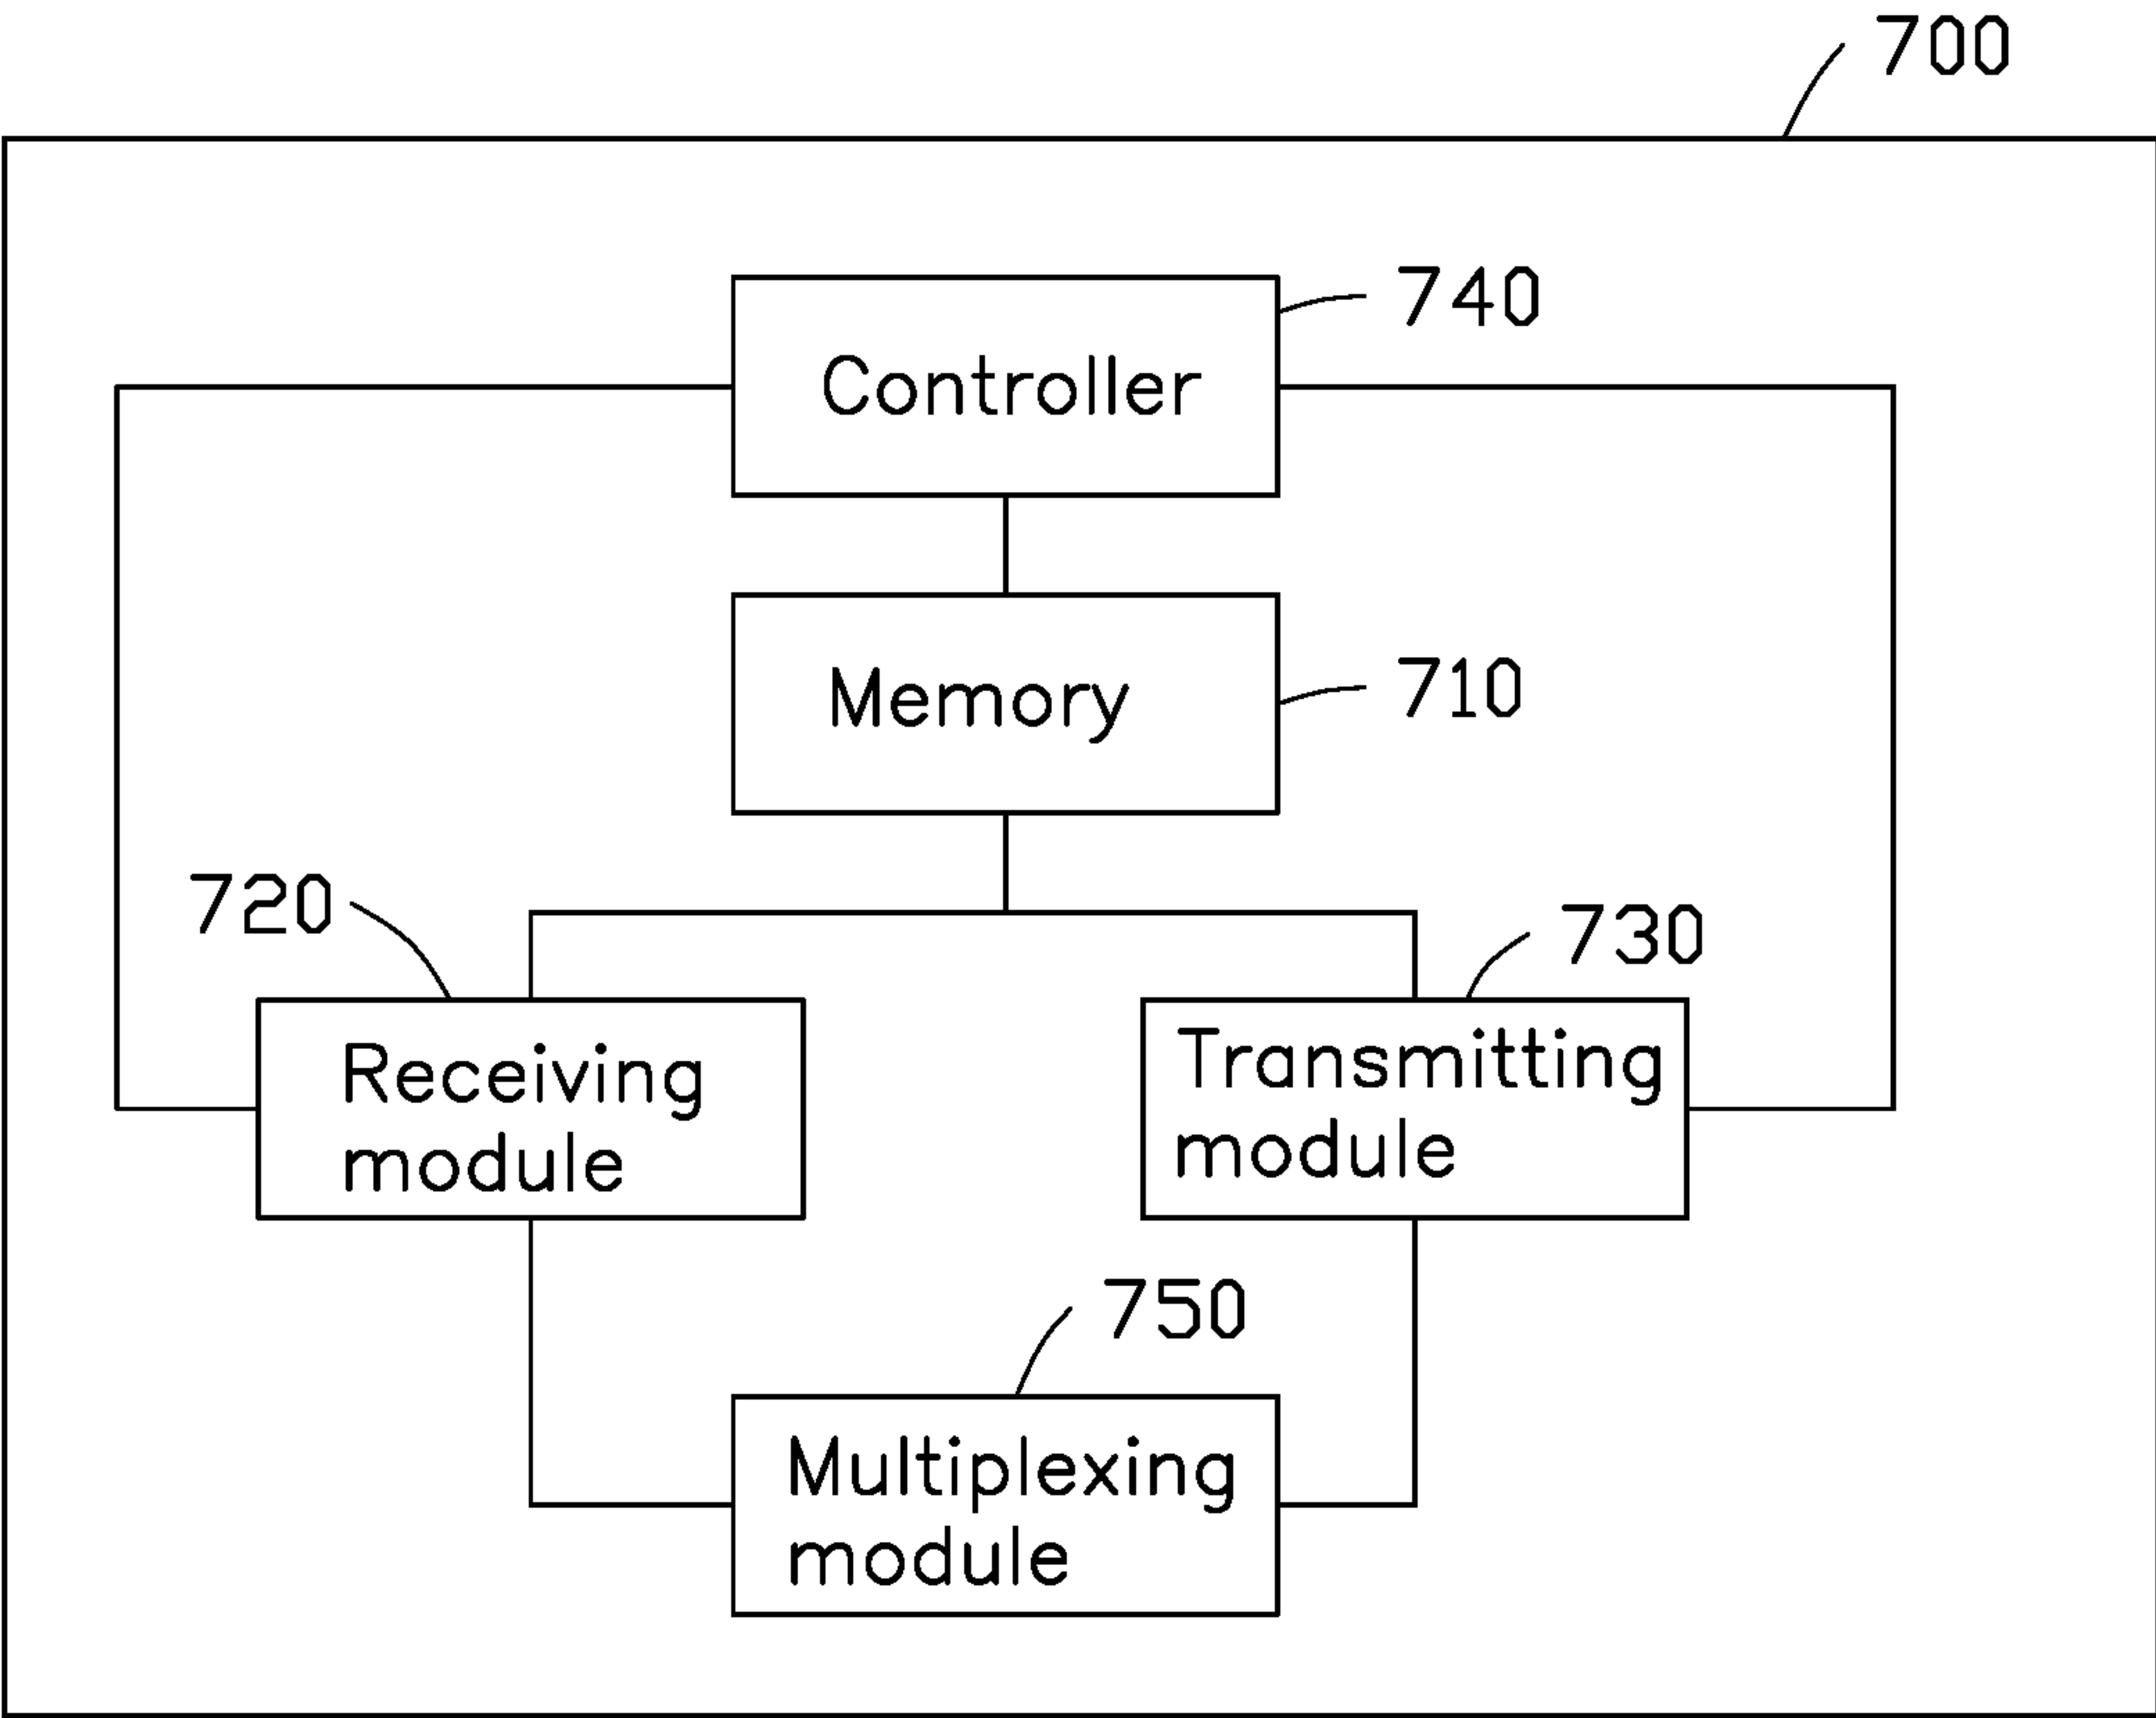 700
740
Controller
Memory
710
720
730
Receiving
module
Transmitting
module
750
Multiplexing
module